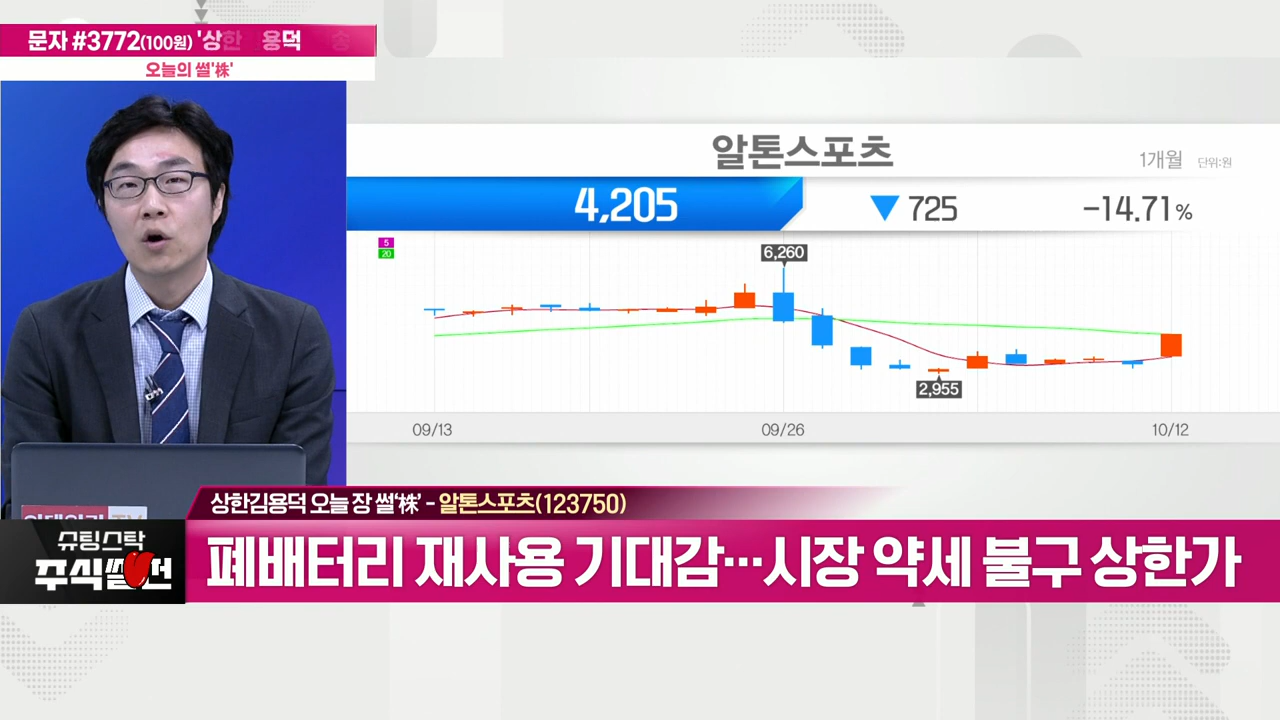 문자 #3772(100원) '상한 용덕
오늘의 썰'株'
알톤스포츠
1개월 단위:원
4,205 ▼ 725 -14.71%
5
20
6,260
2,955
09/13 09/26 10/12
상한김용덕 오늘 장 썰'株' - 알톤스포츠(123750)
슈팅스탁
주식썰전
폐배터리 재사용 기대감…시장 약세 불구 상한가